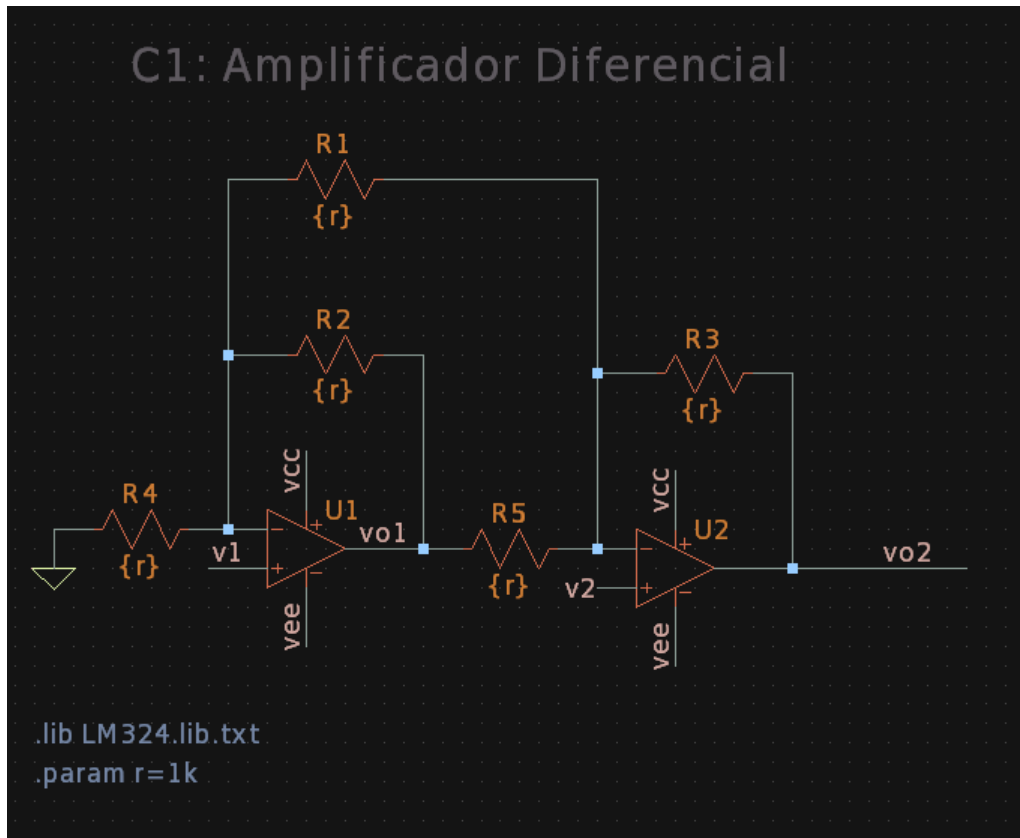 C1: Amplificador Diferencial
R1
{r}
R2
{r}
R3
{r}
vcc
vcc
R4
{r}
U1
+
-
v1
+
-
vo1
R5
{r}
U2
+
-
v2
+
-
vo2
vee
vee
.lib LM324.lib.txt
.param r=1k